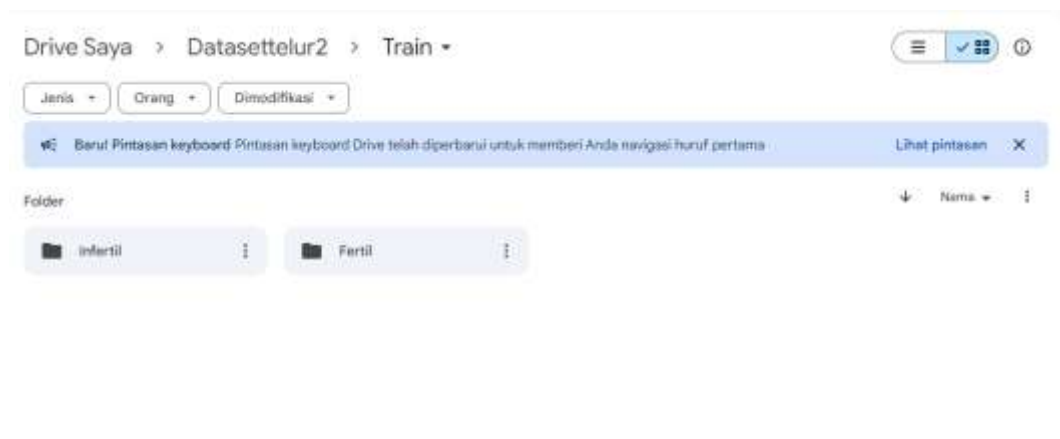 Drive Saya > Datasettelur2 > Train
Jenis Orang Dimodifikasi
Baru! Pintasan keyboard Pintasan keyboard Drive telah diperbarui untuk memberi Anda navigasi huruf pertama Lihat pintasan
Folder Nama
Infertil Fertil